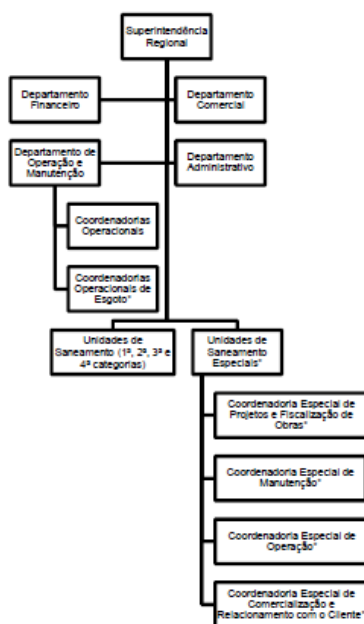 Superintendência
Regional
Departamento
Financeiro
Departamento
Comercial
Departamento de
Operação e
Manutenção
Departamento
Administrativo
Coordenadorias
Operacionais
Coordenadorias
Operacionais de
Esgoto*
Unidades de
Saneamento (1ª, 2ª, 3ª e
4ª categorias)
Unidades de
Saneamento
Especiais*
Coordenadoria Especial de
Projetos e Fiscalização de
Obras*
Coordenadoria Especial de
Manutenção*
Coordenadoria Especial de
Operação*
Coordenadoria Especial de
Comercialização e
Relacionamento com o Cliente*